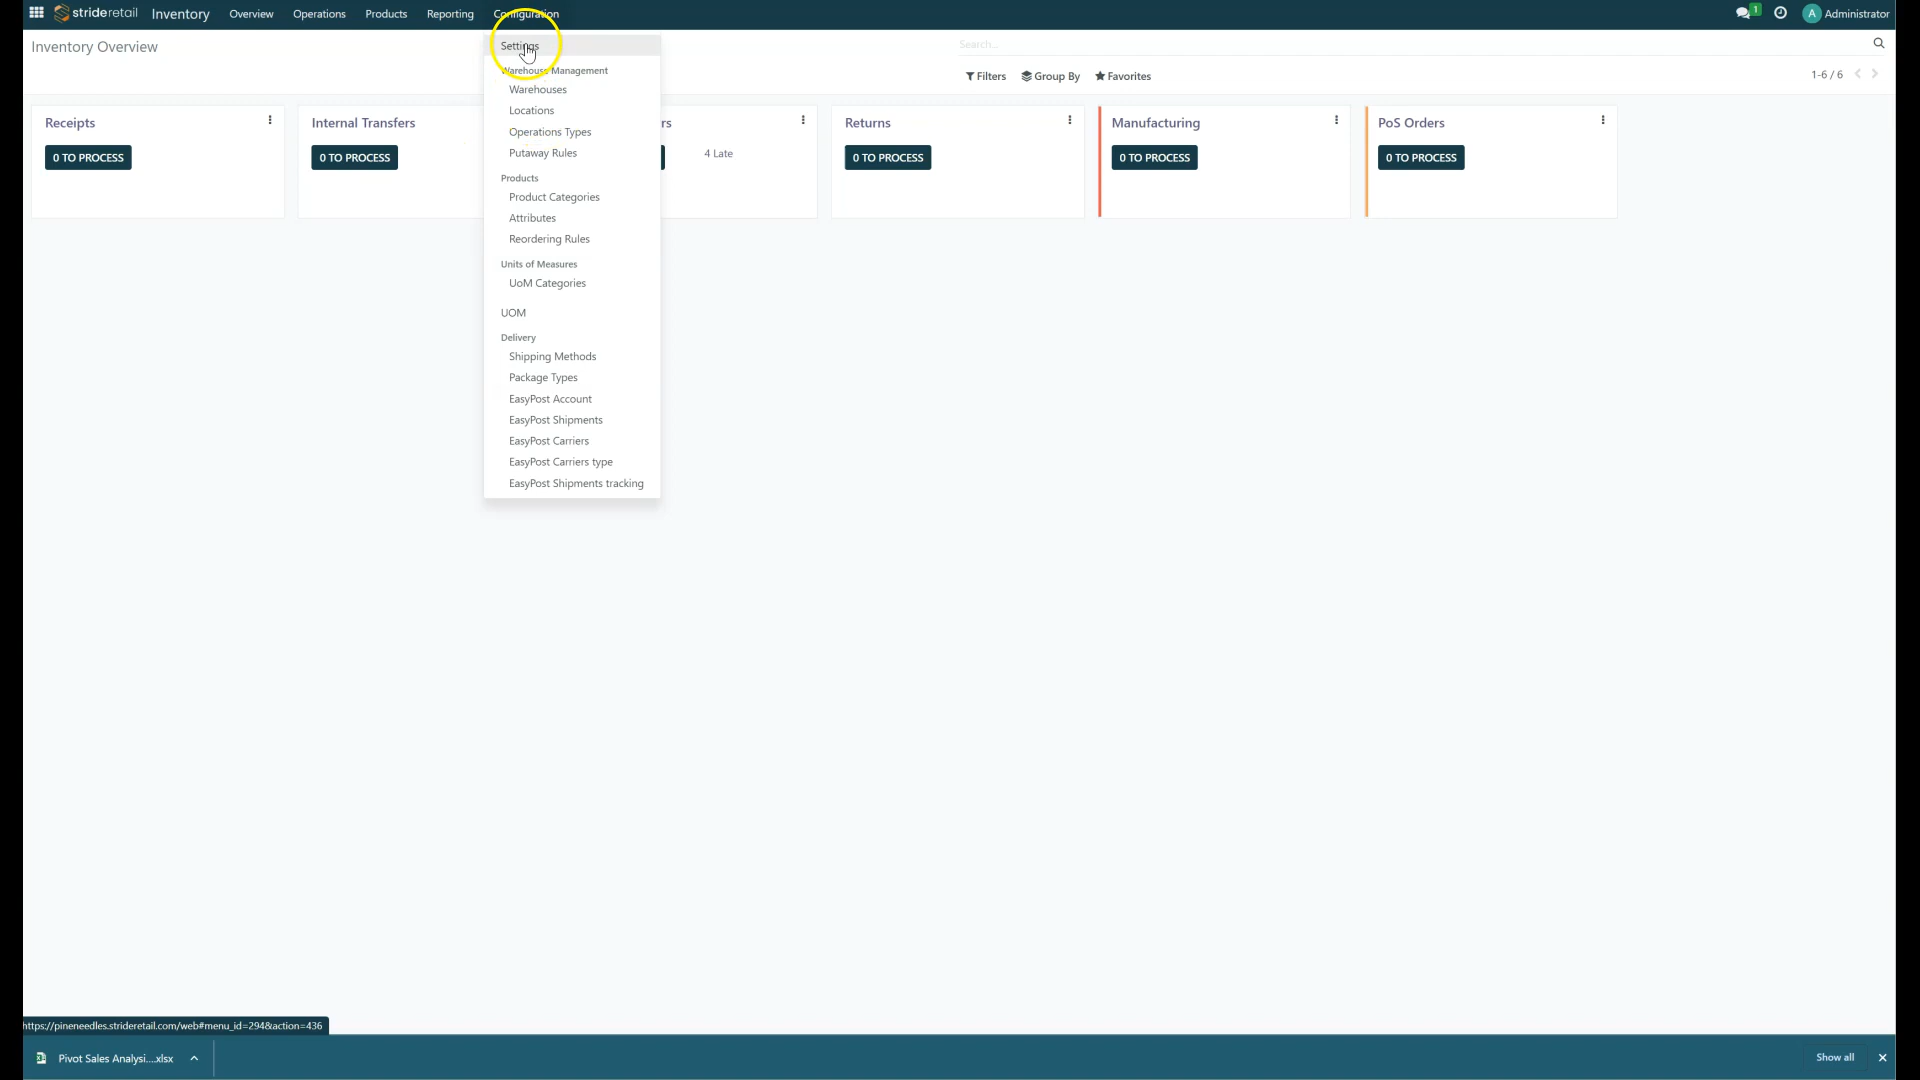 strideretail Inventory Overview Operations Products Reporting Configuration 1 A Administrator
Inventory Overview
Search...
Filters Group By Favorites 1-6 / 6
Settings
Warehouse Management
Warehouses
Locations
Operations Types
Putaway Rules
Products
Product Categories
Attributes
Reordering Rules
Units of Measures
UoM Categories
UOM
Delivery
Shipping Methods
Package Types
EasyPost Account
EasyPost Shipments
EasyPost Carriers
EasyPost Carriers type
EasyPost Shipments tracking
Receipts
0 TO PROCESS
Internal Transfers
0 TO PROCESS
rs
4 Late
Returns
0 TO PROCESS
Manufacturing
0 TO PROCESS
PoS Orders
0 TO PROCESS
https://pineneedles.strideretail.com/web#menu_id=294&action=436
Pivot Sales Analysi....xlsx Show all